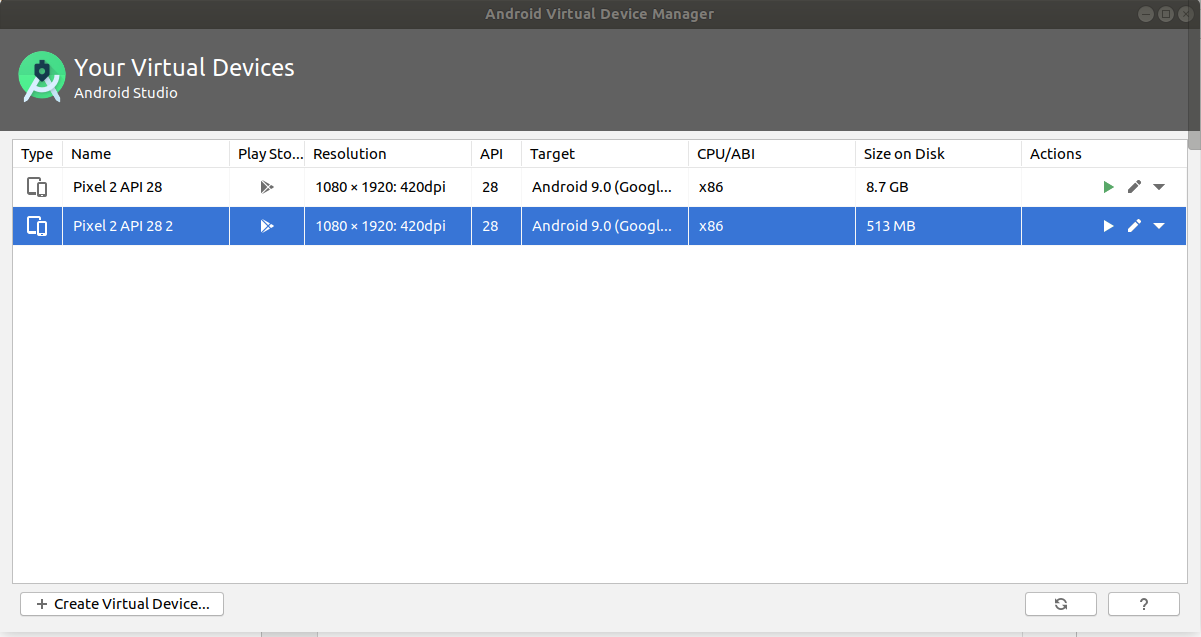 Android Virtual Device Manager
Your Virtual Devices
Android Studio
Type Name Play Sto... Resolution API Target CPU/ABI Size on Disk Actions
Pixel 2 API 28 1080 × 1920: 420dpi 28 Android 9.0 (Googl... x86 8.7 GB
Pixel 2 API 28 2 1080 × 1920: 420dpi 28 Android 9.0 (Googl... x86 513 MB
+ Create Virtual Device... ?